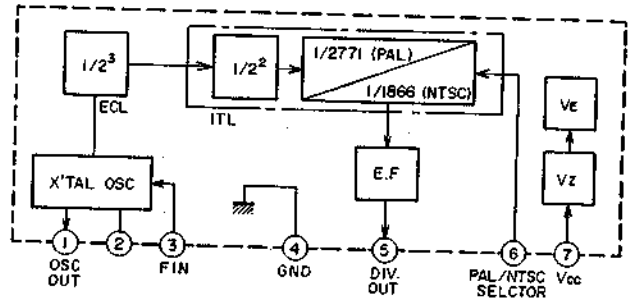 1/2³
ECL
1/2²
ITL
1/2771 (PAL)
1/1866 (NTSC)
VE
VZ
X'TAL OSC
E.F
1
2
3
4
5
6
7
OSC OUT
FIN
GND
DIV. OUT
PAL/NTSC SELCTOR
Vcc